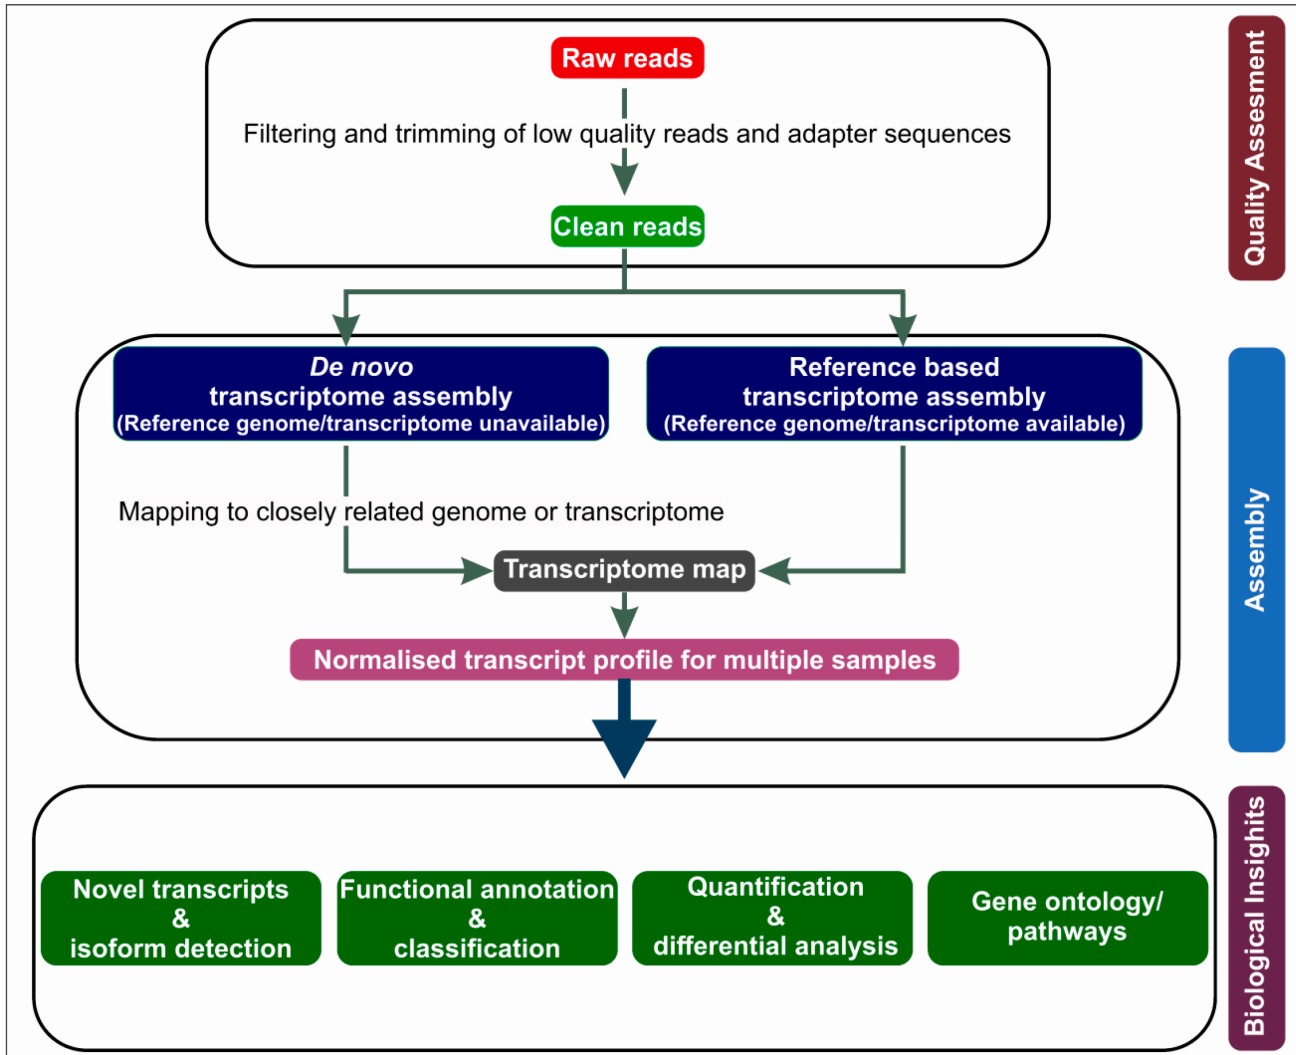 Raw reads
Filtering and trimming of low quality reads and adapter sequences
Clean reads
Quality Assesment
De novo
transcriptome assembly
(Reference genome/transcriptome unavailable)
Reference based
transcriptome assembly
(Reference genome/transcriptome available)
Mapping to closely related genome or transcriptome
Transcriptome map
Normalised transcript profile for multiple samples
Assembly
Novel transcripts
&
isoform detection
Functional annotation
&
classification
Quantification
&
differential analysis
Gene ontology/
pathways
Biological Insighits